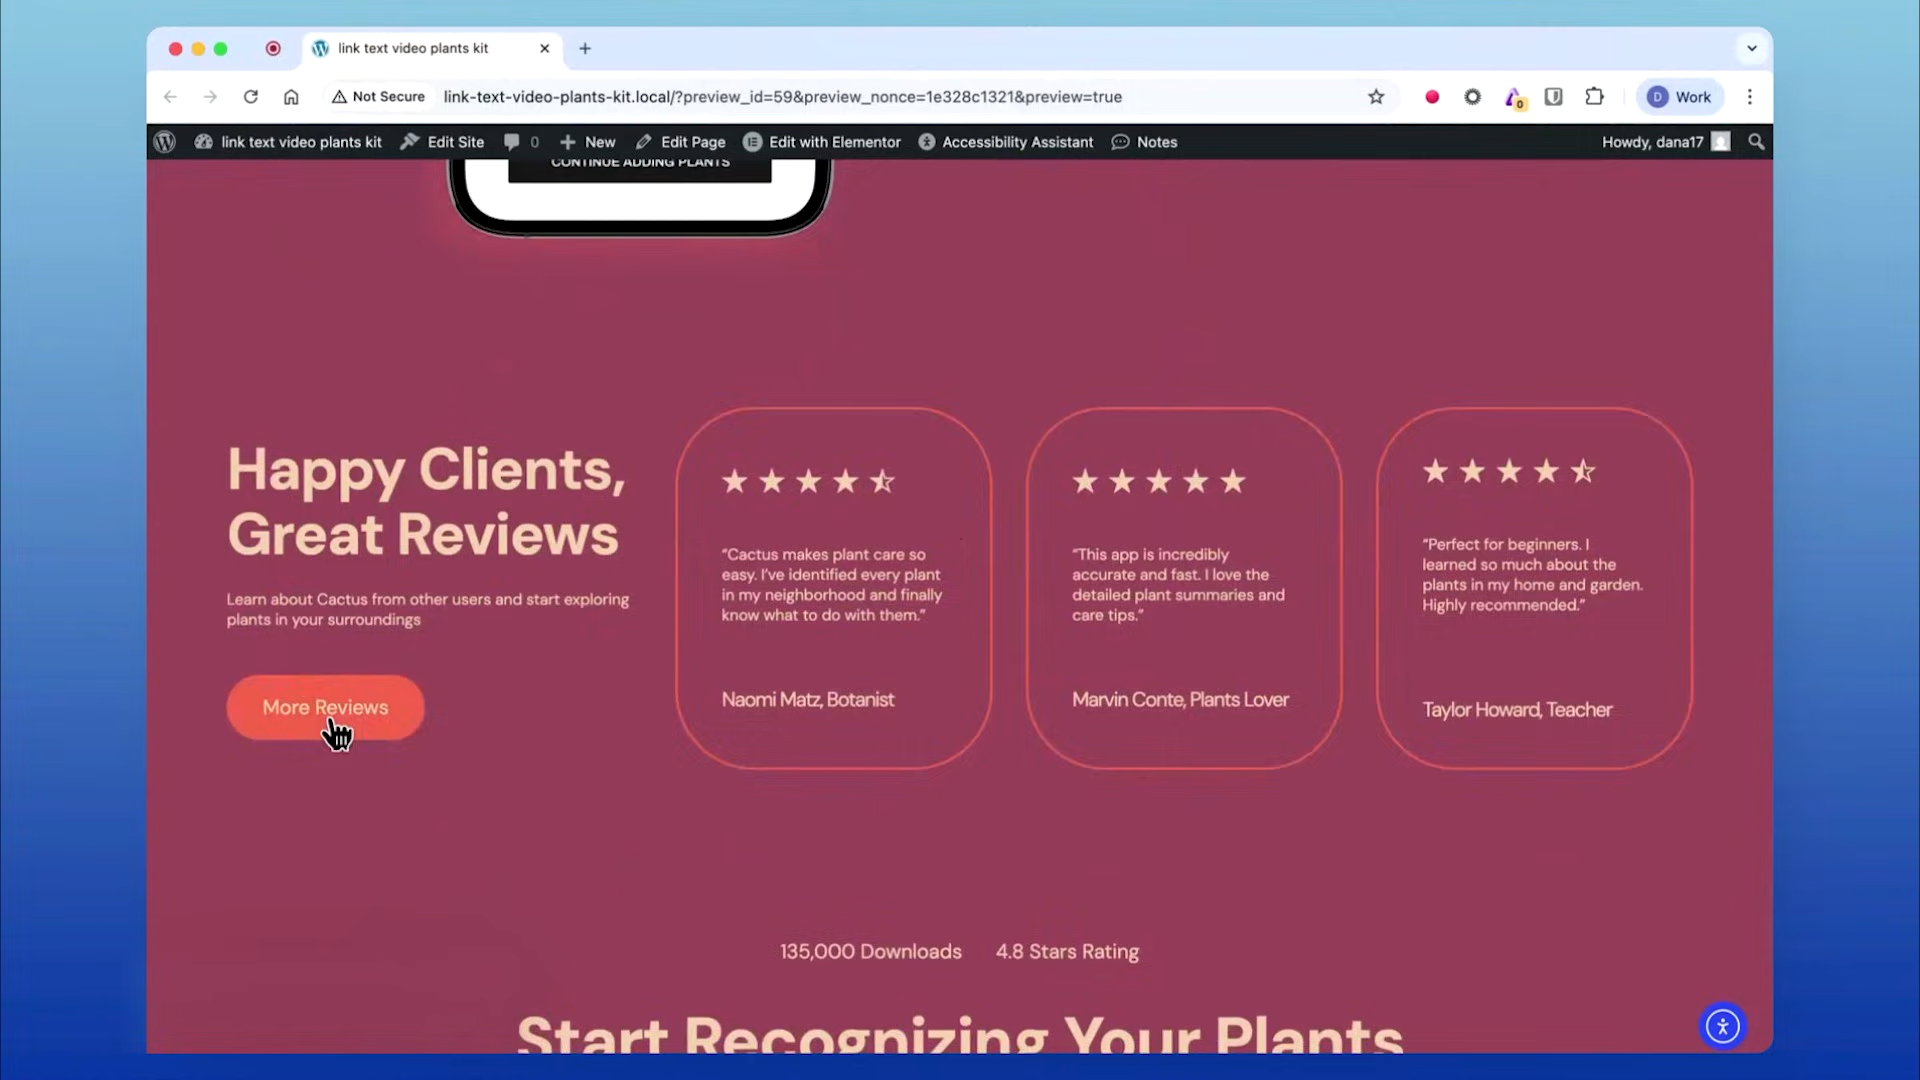 link text video plants kit
Not Secure
link-text-video-plants-kit.local/?preview_id=59&preview_nonce=1e328c1321&preview=true
0
D
Work
link text video plants kit
Edit Site
0
New
Edit Page
Edit with Elementor
Accessibility Assistant
Notes
Howdy, dana17
CONTINUE ADDING PLANTS
Happy Clients,
Great Reviews
Learn about Cactus from other users and start exploring
plants in your surroundings
More Reviews
“Cactus makes plant care so
easy. I’ve identified every plant
in my neighborhood and finally
know what to do with them.”
Naomi Matz, Botanist
“This app is incredibly
accurate and fast. I love the
detailed plant summaries and
care tips.”
Marvin Conte, Plants Lover
“Perfect for beginners. I
learned so much about the
plants in my home and garden.
Highly recommended.”
Taylor Howard, Teacher
135,000 Downloads
4.8 Stars Rating
Start Recognizing Your Plants